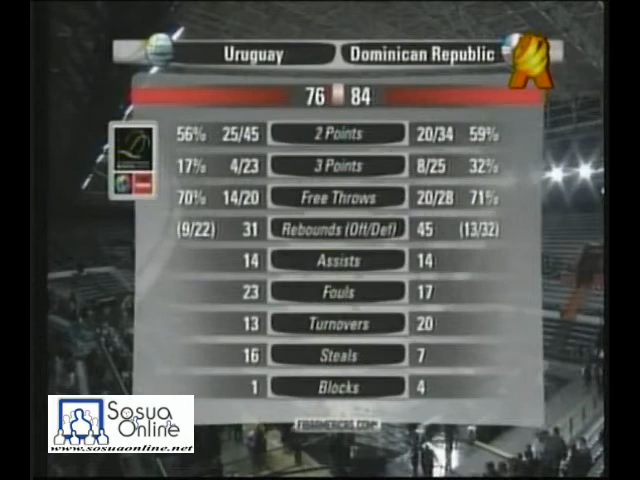 Uruguay Dominican Republic
76 84
56% 25/45 2 Points 20/34 59%
17% 4/23 3 Points 8/25 32%
70% 14/20 Free Throws 20/28 71%
(9/22) 31 Rebounds (Off/Def) 45 (13/32)
14 Assists 14
23 Fouls 17
13 Turnovers 20
16 Steals 7
1 Blocks 4
FIBAAMERICAS.COM
Sosua
Online
www.sosuaonline.net